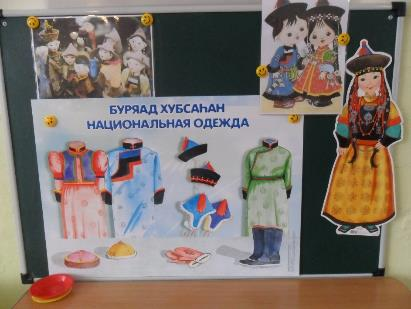 БУРЯАД ХУБСАҺАН
НАЦИОНАЛЬНАЯ ОДЕЖДА